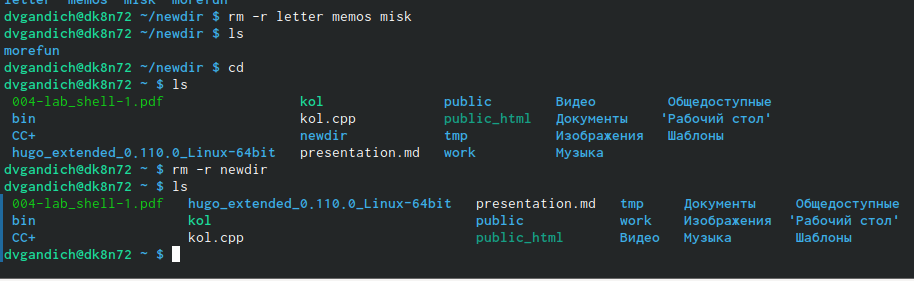 letter memos misk morefun
dvgandich@dk8n72 ~/newdir $ rm -r letter memos misk
dvgandich@dk8n72 ~/newdir $ ls
morefun
dvgandich@dk8n72 ~/newdir $ cd
dvgandich@dk8n72 ~ $ ls
004-lab_shell-1.pdf kol public Видео Общедоступные
bin kol.cpp public_html Документы 'Рабочий стол'
CC+ newdir tmp Изображения Шаблоны
hugo_extended_0.110.0_Linux-64bit presentation.md work Музыка
dvgandich@dk8n72 ~ $ rm -r newdir
dvgandich@dk8n72 ~ $ ls
004-lab_shell-1.pdf hugo_extended_0.110.0_Linux-64bit presentation.md tmp Документы Общедоступные
bin kol public work Изображения 'Рабочий стол'
CC+ kol.cpp public_html Видео Музыка Шаблоны
dvgandich@dk8n72 ~ $